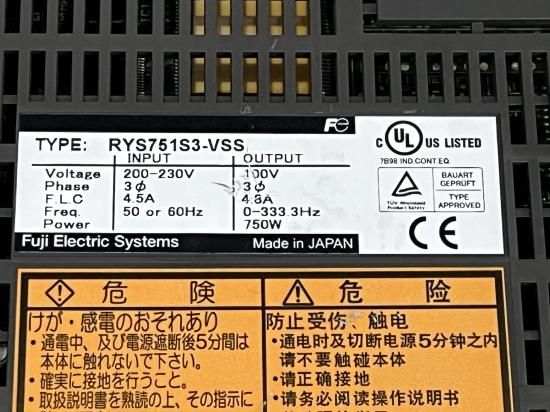 Fe
TYPE: RYS751S3-VSS
INPUT OUTPUT
Voltage 200-230V 100V
Phase 3ϕ 3ϕ
F.L.C 4.5A 4.8A
Freq. 50 or 60Hz 0-333.3Hz
Power 750W
Fuji Electric Systems Made in JAPAN
C UL US LISTED
7B98 IND.CONT.EQ.
TÜV Rheinland
Product Safety
BAUART
GEPRÜFT
TYPE
APPROVED
CE
危険
けが・感電のおそれあり
・通電中、及び電源遮断後5分間は
本体に触れないで下さい。
・確実に接地を行うこと。
・取扱説明書を熟読の上、その指示に
危险
防止受伤、触电
・通电时及切断电源5分钟之内
请不要触碰本体
・请正确接地
・请务必阅读操作说明书